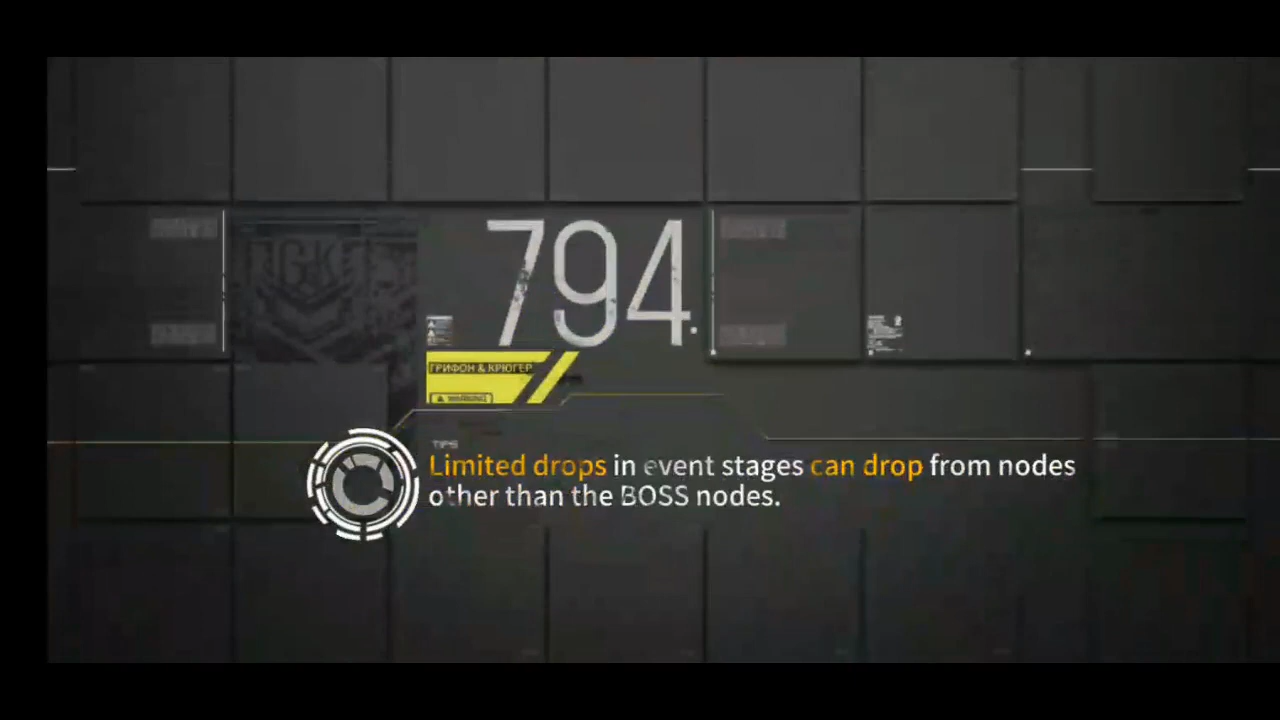 GK
794.
ГРИФОН & КРЮГЕР
WARNING
TIPS
Limited drops in event stages can drop from nodes
other than the BOSS nodes.